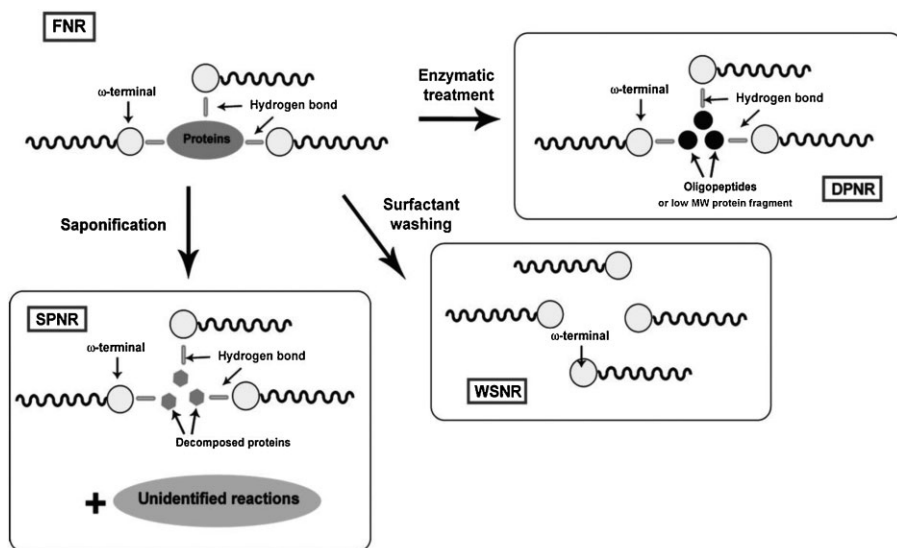 FNR
ω-terminal
Hydrogen bond
Proteins
Enzymatic
treatment
ω-terminal
Hydrogen bond
Oligopeptides
or low MW protein fragment
DPNR
Saponification
Surfactant
washing
SPNR
ω-terminal
Hydrogen bond
Decomposed proteins
+
Unidentified reactions
ω-terminal
WSNR